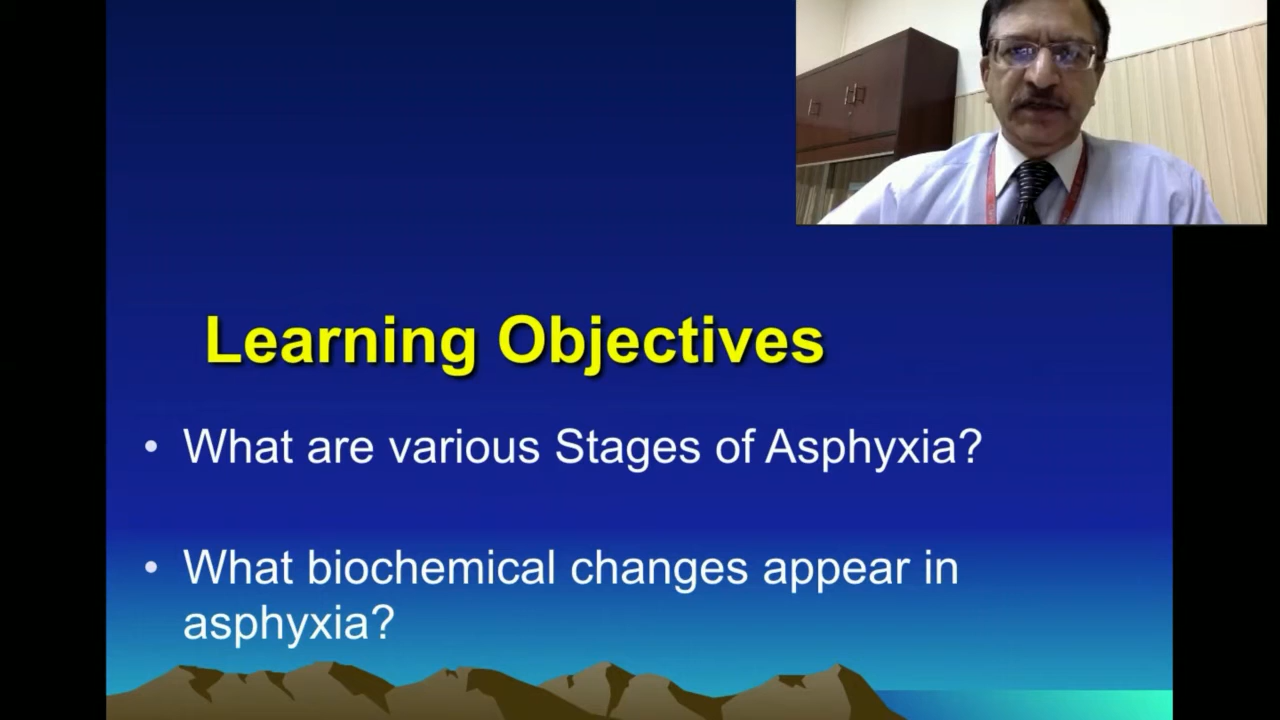 Learning Objectives
• What are various Stages of Asphyxia?
• What biochemical changes appear in
asphyxia?